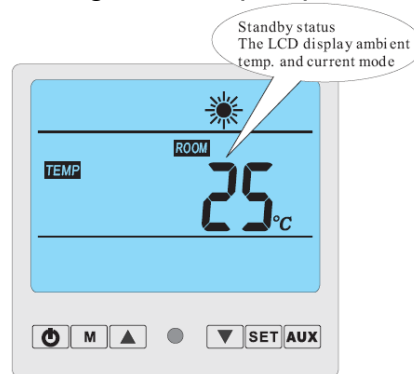 Standby status
The LCD display ambient
temp. and current mode
ROOM
TEMP
25°C
M SET AUX